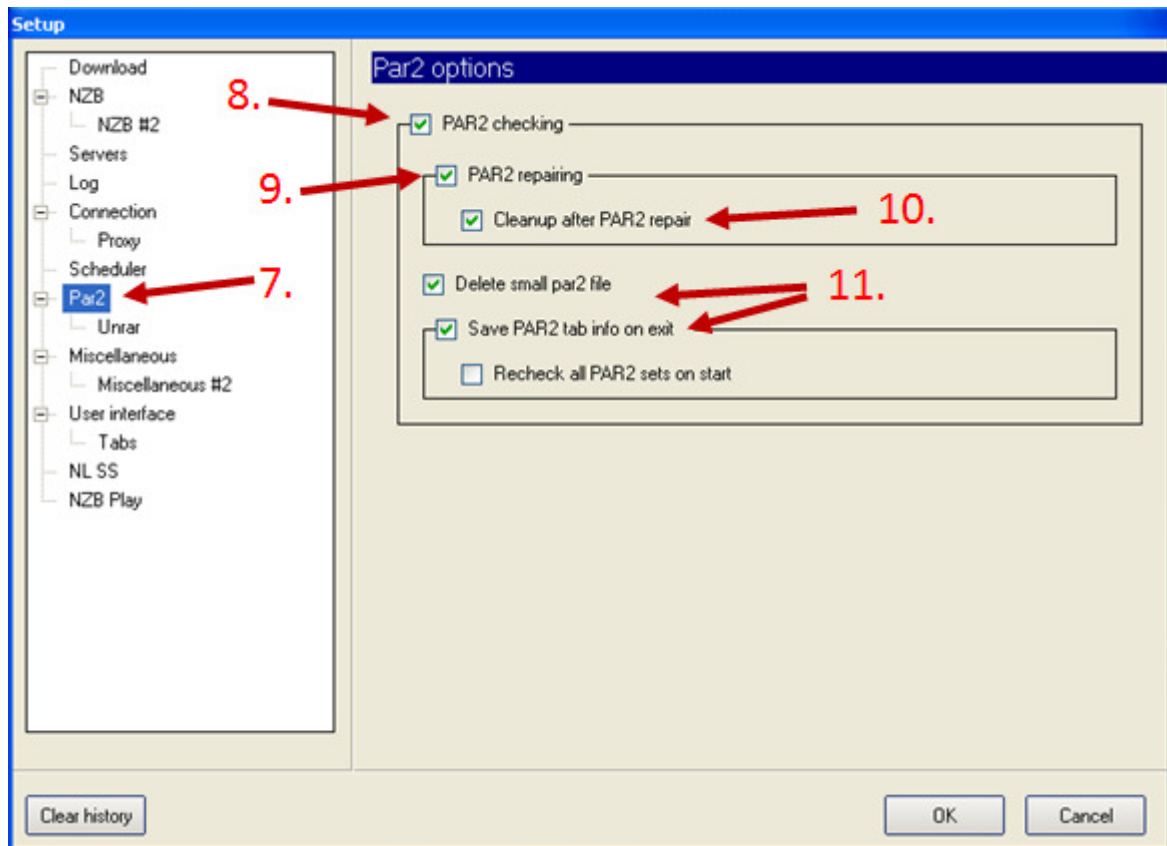 Setup
Download
NZB
NZB #2
Servers
Log
Connection
Proxy
Scheduler
Par2
Unrar
Miscellaneous
Miscellaneous #2
User interface
Tabs
NL SS
NZB Play
Par2 options
8.
PAR2 checking
9.
PAR2 repairing
Cleanup after PAR2 repair
10.
7.
Delete small par2 file
11.
Save PAR2 tab info on exit
Recheck all PAR2 sets on start
Clear history
OK
Cancel